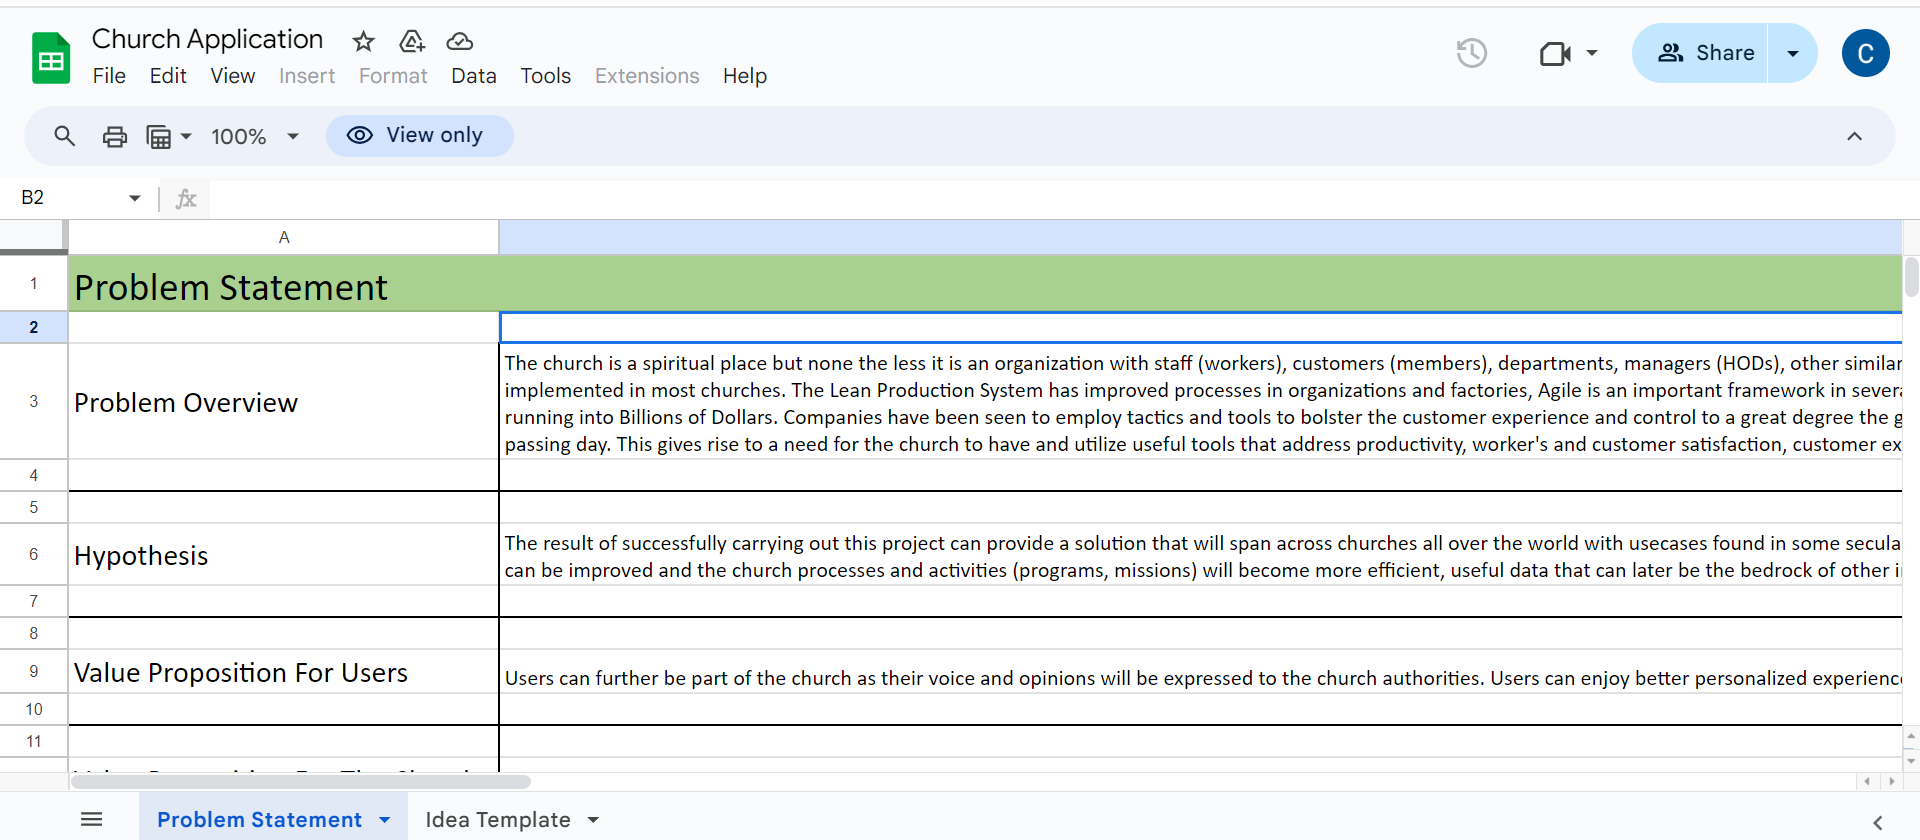 Church Application
File Edit View Insert Format Data Tools Extensions Help
Share
C
100%
View only
B2
fx
A
1 Problem Statement
2
3 Problem Overview
The church is a spiritual place but none the less it is an organization with staff (workers), customers (members), departments, managers (HODs), other similar
implemented in most churches. The Lean Production System has improved processes in organizations and factories, Agile is an important framework in severa
running into Billions of Dollars. Companies have been seen to employ tactics and tools to bolster the customer experience and control to a great degree the g
passing day. This gives rise to a need for the church to have and utilize useful tools that address productivity, worker's and customer satisfaction, customer ex
4
5
6 Hypothesis
The result of successfully carrying out this project can provide a solution that will span across churches all over the world with usecases found in some secula
can be improved and the church processes and activities (programs, missions) will become more efficient, useful data that can later be the bedrock of other i
7
8
9 Value Proposition For Users
Users can further be part of the church as their voice and opinions will be expressed to the church authorities. Users can enjoy better personalized experienc
10
11
Problem Statement Idea Template